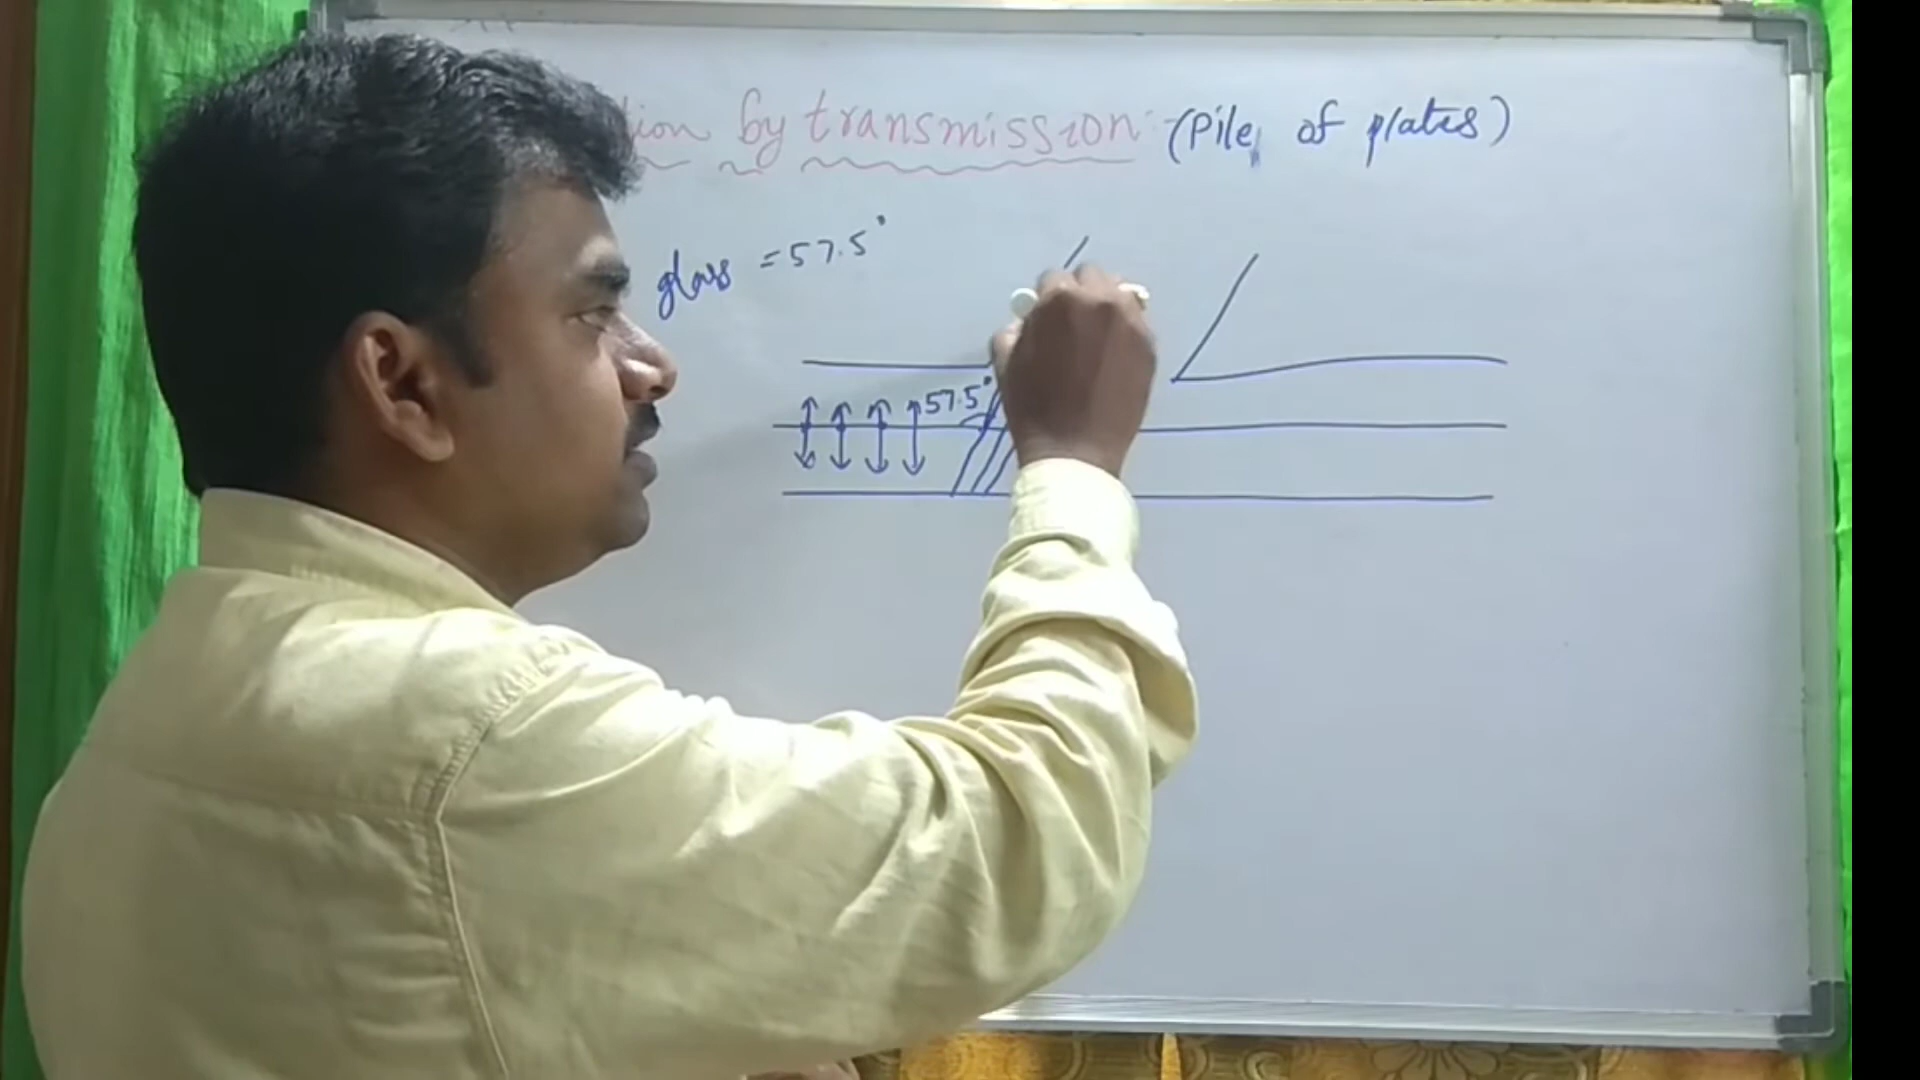 by transmission (Pile of plates)
glass = 57.5°
57.5°